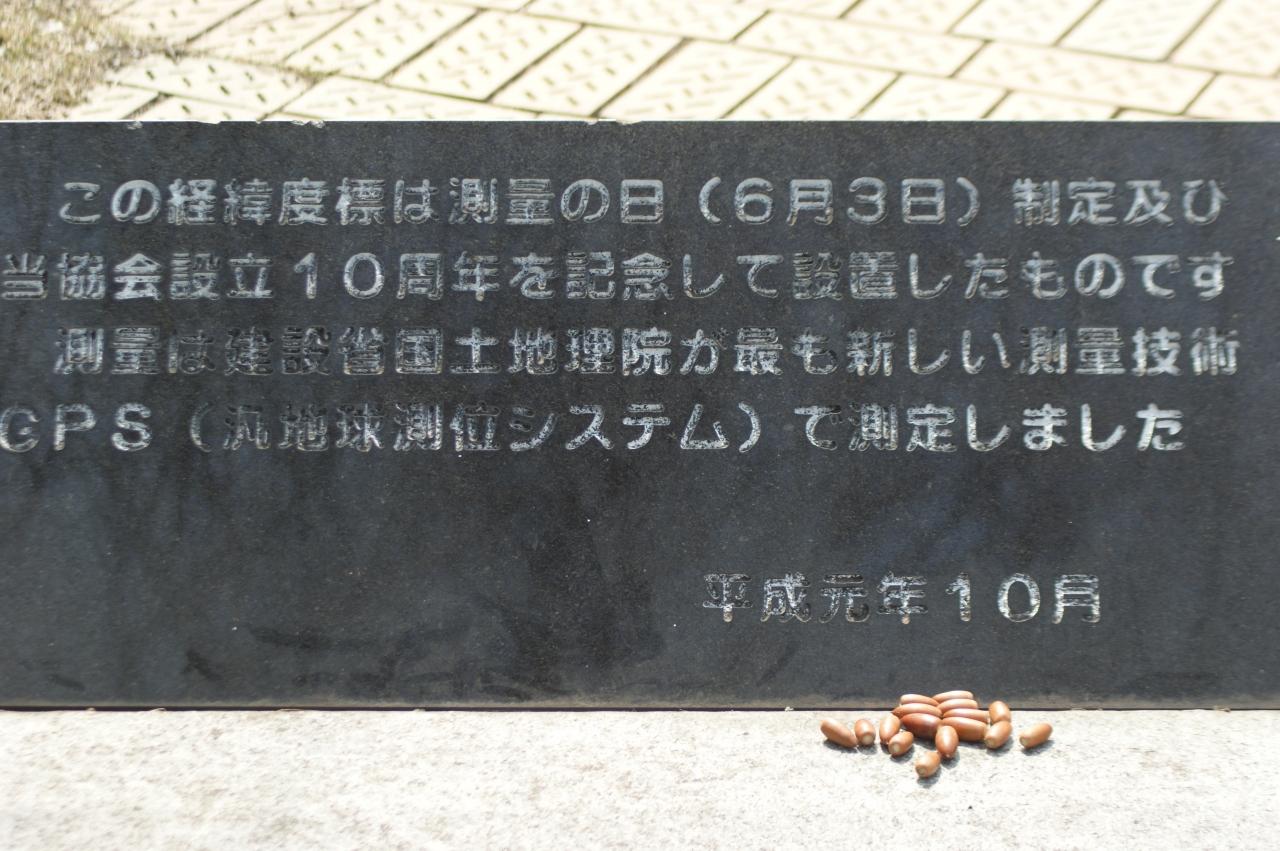 この経緯度標は測量の日（6月3日）制定及び
当協会設立10周年を記念して設置したものです
測量は建設省国土地理院が最も新しい測量技術
GPS（汎地球測位システム）で測定しました
平成元年10月